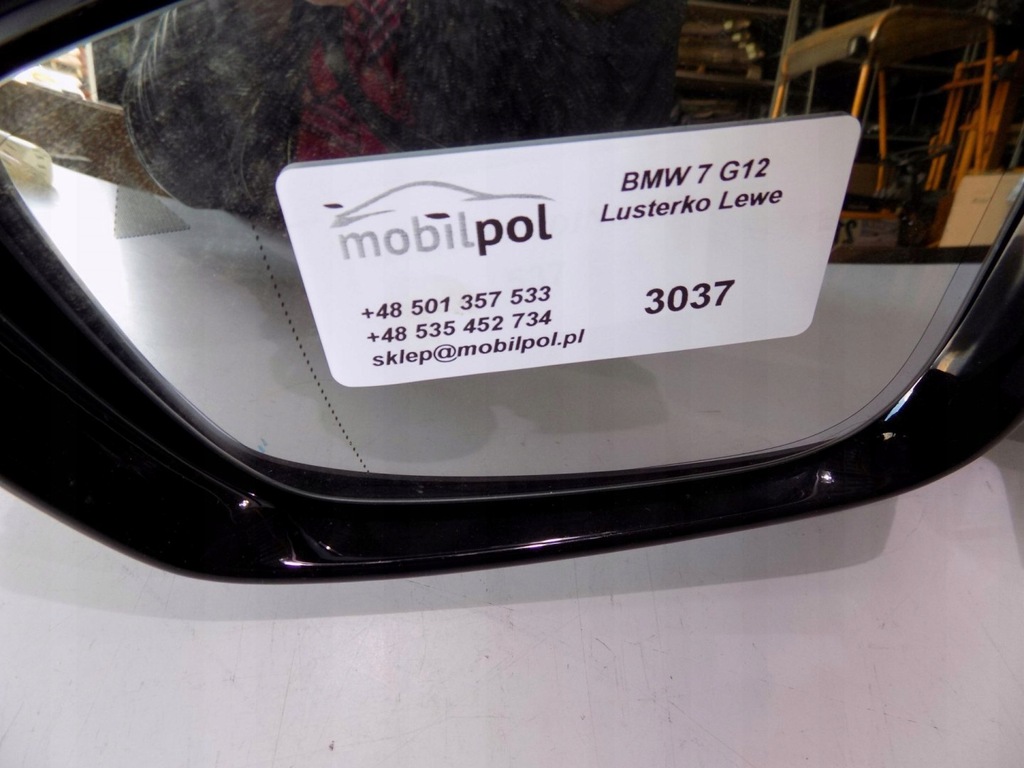 mobilpol
BMW 7 G12
Lusterko Lewe
+48 501 357 533
+48 535 452 734
sklep@mobilpol.pl
3037